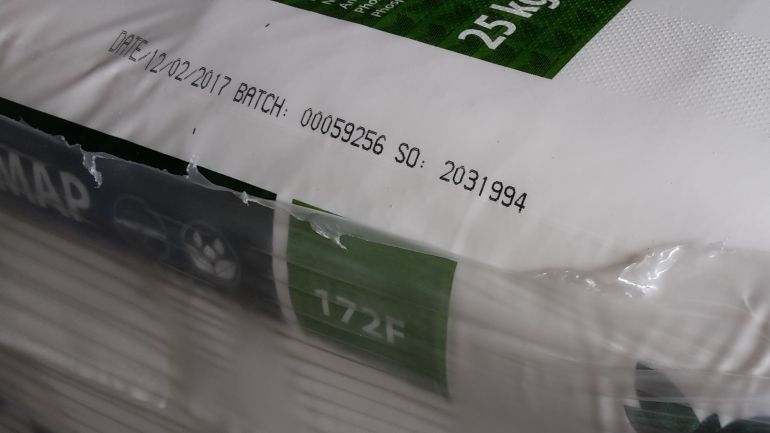 25 kg
DATE/12/02/2017 BATCH: 00059256 SO: 2031994
MAP
172F